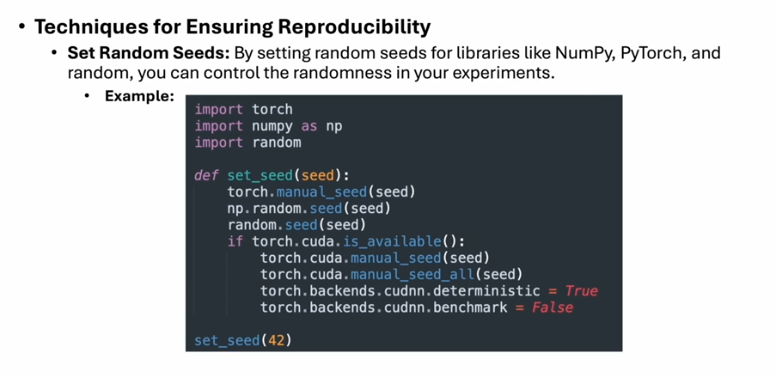 • Techniques for Ensuring Reproducibility
• Set Random Seeds: By setting random seeds for libraries like NumPy, PyTorch, and
random, you can control the randomness in your experiments.
• Example:
import torch
import numpy as np
import random

def set_seed(seed):
    torch.manual_seed(seed)
    np.random.seed(seed)
    random.seed(seed)
    if torch.cuda.is_available():
        torch.cuda.manual_seed(seed)
        torch.cuda.manual_seed_all(seed)
        torch.backends.cudnn.deterministic = True
        torch.backends.cudnn.benchmark = False

set_seed(42)